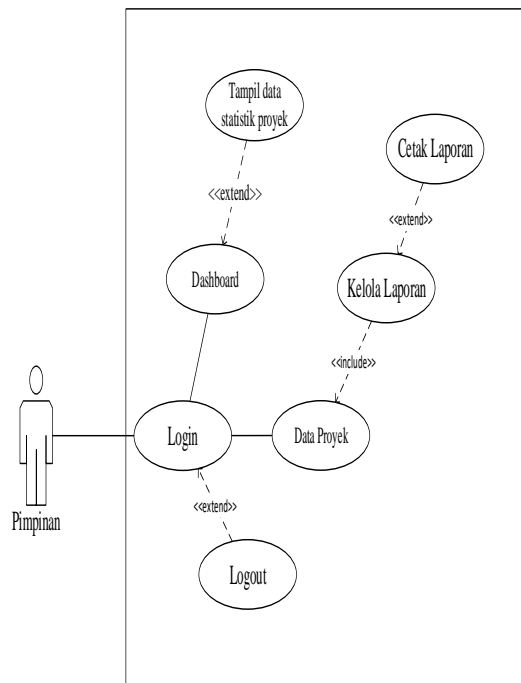 Tampil data
statistik proyek
Cetak Laporan
<<extend>>
<<extend>>
Dashboard
Kelola Laporan
<<include>>
Login
Data Proyek
<<extend>>
Pimpinan
Logout